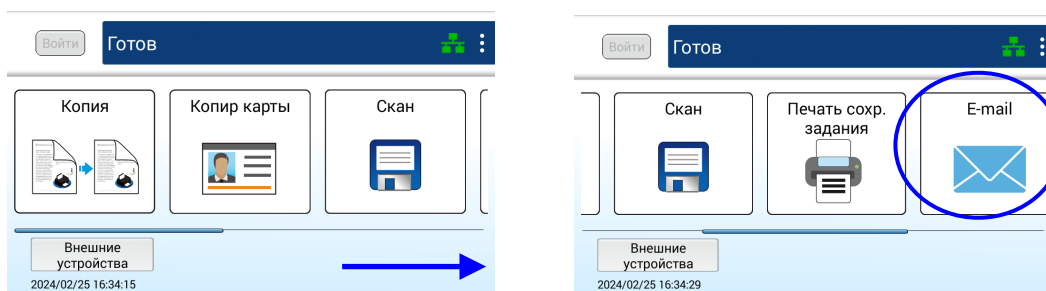 Войти
Готов
Копия
Копир карты
Скан
Внешние
устройства
2024/02/25 16:34:15
Войти
Готов
Скан
Печать сохр.
задания
E-mail
Внешние
устройства
2024/02/25 16:34:29